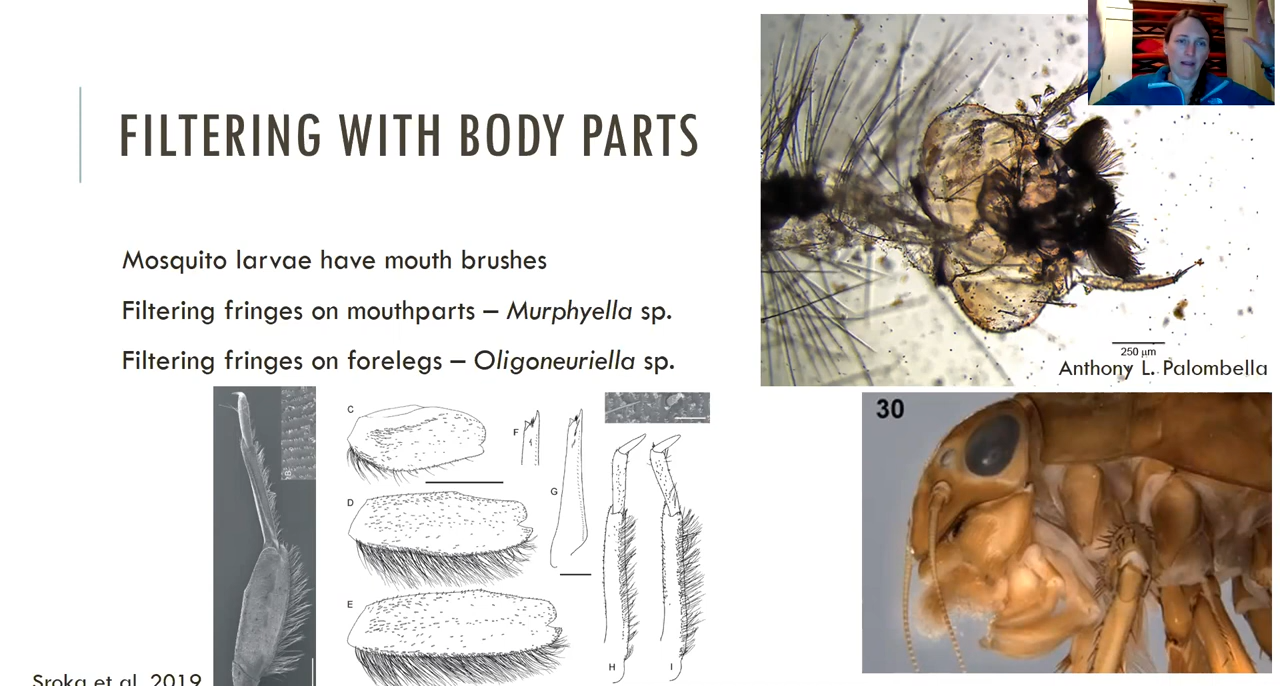 FILTERING WITH BODY PARTS
Mosquito larvae have mouth brushes
Filtering fringes on mouthparts – Murphyella sp.
Filtering fringes on forelegs – Oligoneuriella sp.
250 µm
Anthony L. Palombella
30
C
F
G
D
E
H
I
Sroka et al. 2019